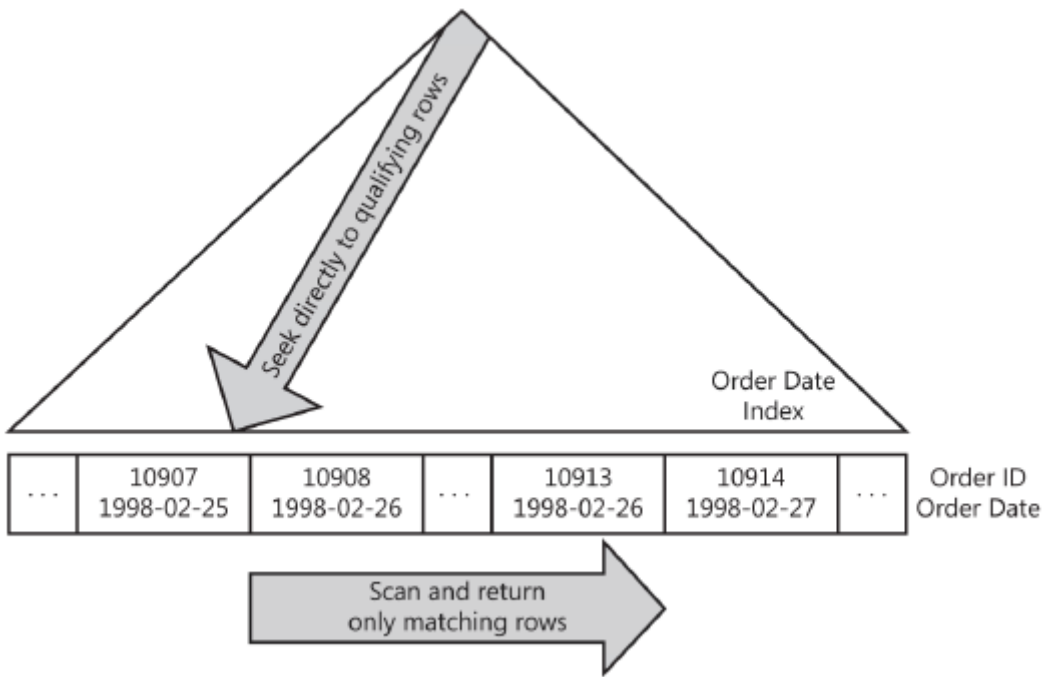 Seek directly to qualifying rows
Order Date
Index
... 10907 10908 ... 10913 10914 ... Order ID
1998-02-25 1998-02-26 1998-02-26 1998-02-27 Order Date
Scan and return
only matching rows